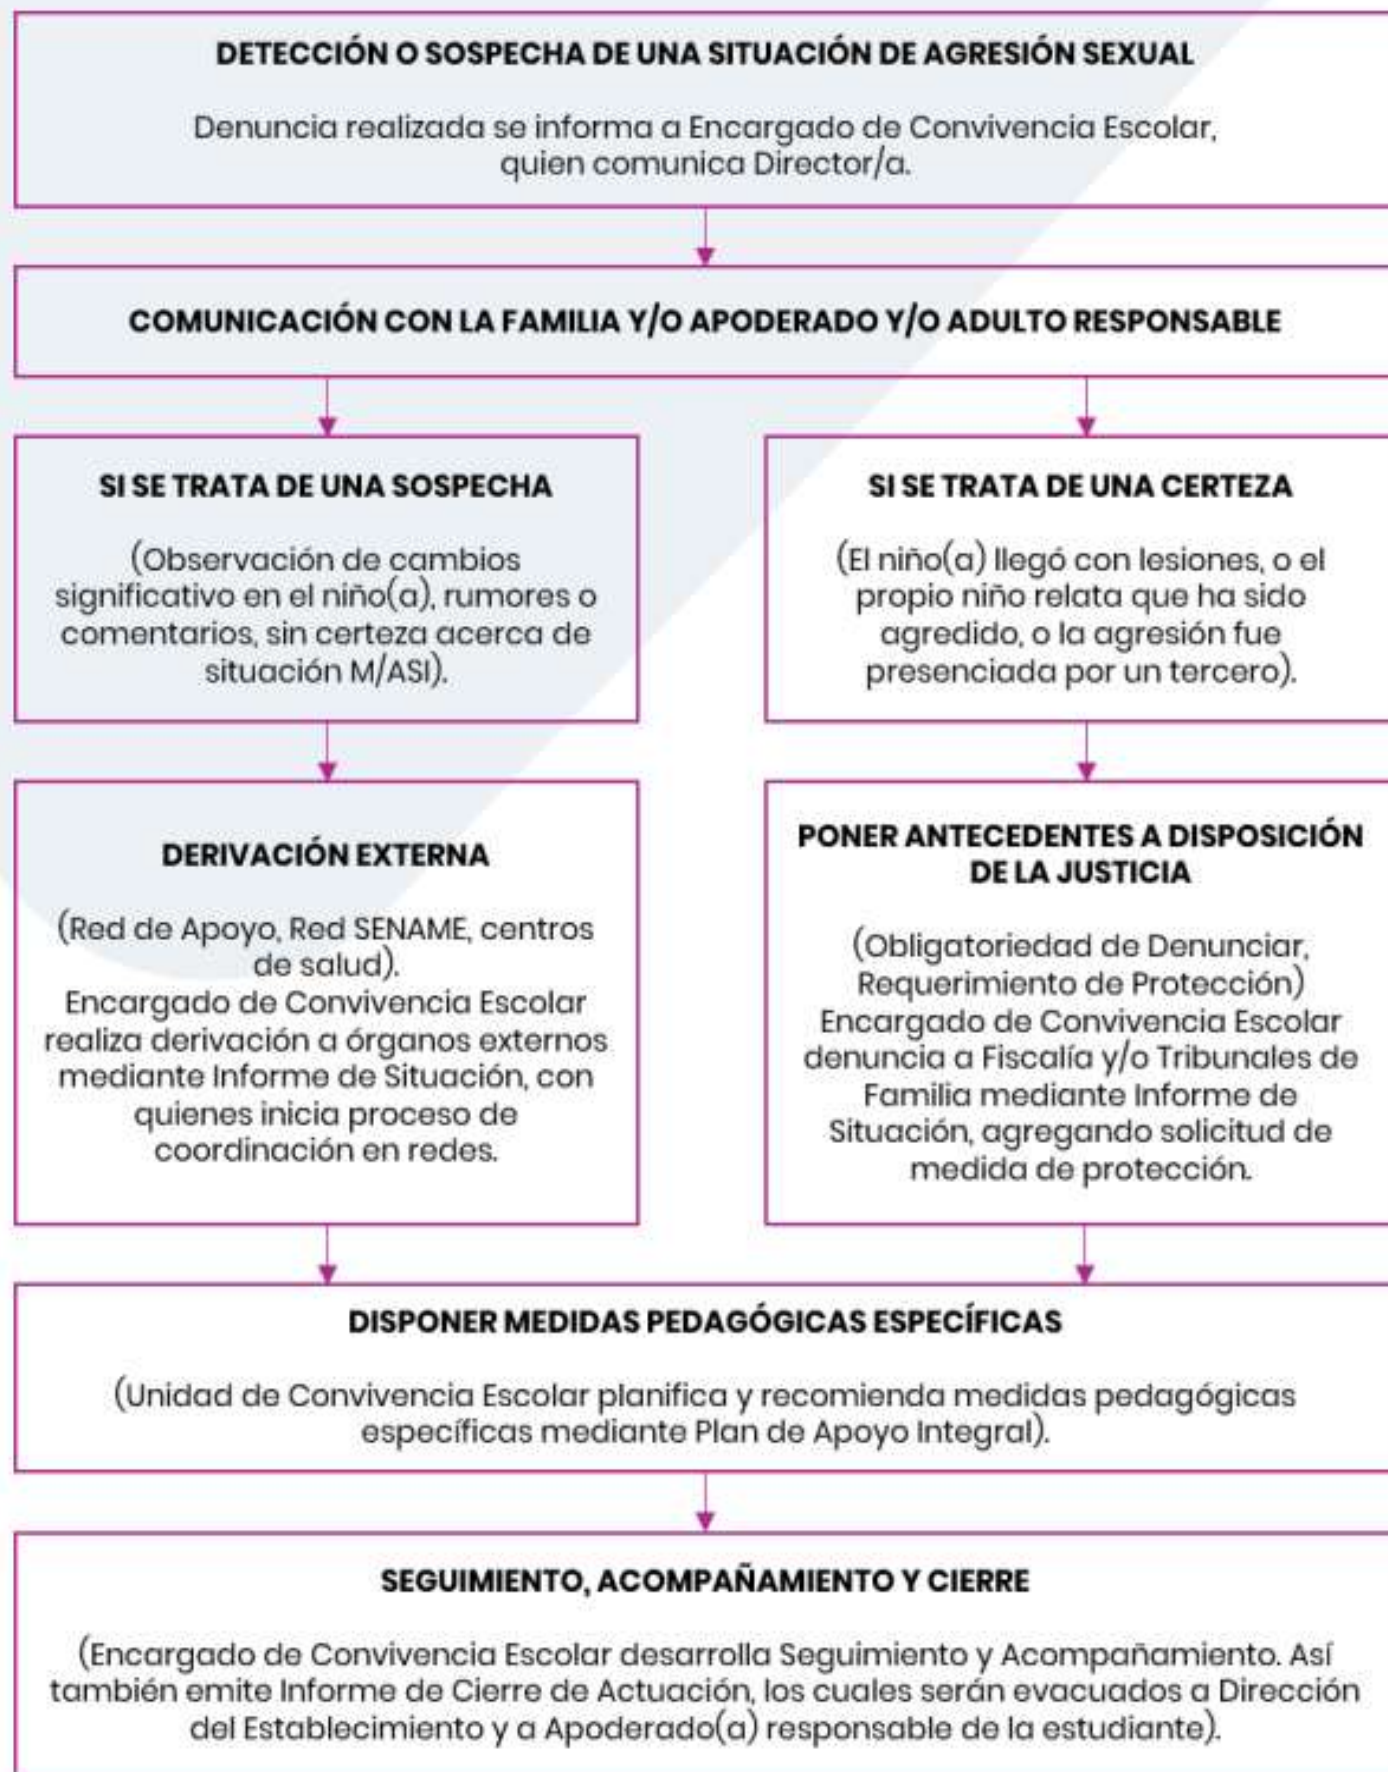 DETECCIÓN O SOSPECHA DE UNA SITUACIÓN DE AGRESIÓN SEXUAL
Denuncia realizada se informa a Encargado de Convivencia Escolar,
quien comunica Director/a.
COMUNICACIÓN CON LA FAMILIA Y/O APODERADO Y/O ADULTO RESPONSABLE
SI SE TRATA DE UNA SOSPECHA
(Observación de cambios
significativo en el niño(a), rumores o
comentarios, sin certeza acerca de
situación M/ASI).
SI SE TRATA DE UNA CERTEZA
(El niño(a) llegó con lesiones, o el
propio niño relata que ha sido
agredido, o la agresión fue
presenciada por un tercero).
DERIVACIÓN EXTERNA
(Red de Apoyo, Red SENAME, centros
de salud).
Encargado de Convivencia Escolar
realiza derivación a órganos externos
mediante Informe de Situación, con
quienes inicia proceso de
coordinación en redes.
PONER ANTECEDENTES A DISPOSICIÓN
DE LA JUSTICIA
(Obligatoriedad de Denunciar,
Requerimiento de Protección)
Encargado de Convivencia Escolar
denuncia a Fiscalía y/o Tribunales de
Familia mediante Informe de
Situación, agregando solicitud de
medida de protección.
DISPONER MEDIDAS PEDAGÓGICAS ESPECÍFICAS
(Unidad de Convivencia Escolar planifica y recomienda medidas pedagógicas
específicas mediante Plan de Apoyo Integral).
SEGUIMIENTO, ACOMPAÑAMIENTO Y CIERRE
(Encargado de Convivencia Escolar desarrolla Seguimiento y Acompañamiento. Así
también emite Informe de Cierre de Actuación, los cuales serán evacuados a Dirección
del Establecimiento y a Apoderado(a) responsable de la estudiante).